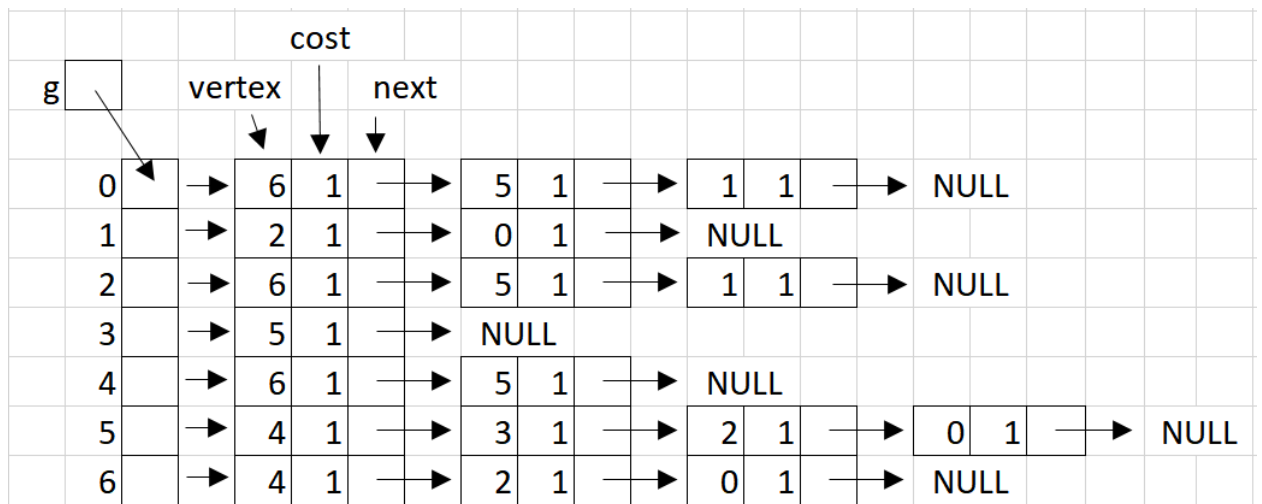 cost
g vertex next
0 6 1 5 1 1 1 NULL
1 2 1 0 1 NULL
2 6 1 5 1 1 1 NULL
3 5 1 NULL
4 6 1 5 1 NULL
5 4 1 3 1 2 1 0 1 NULL
6 4 1 2 1 0 1 NULL